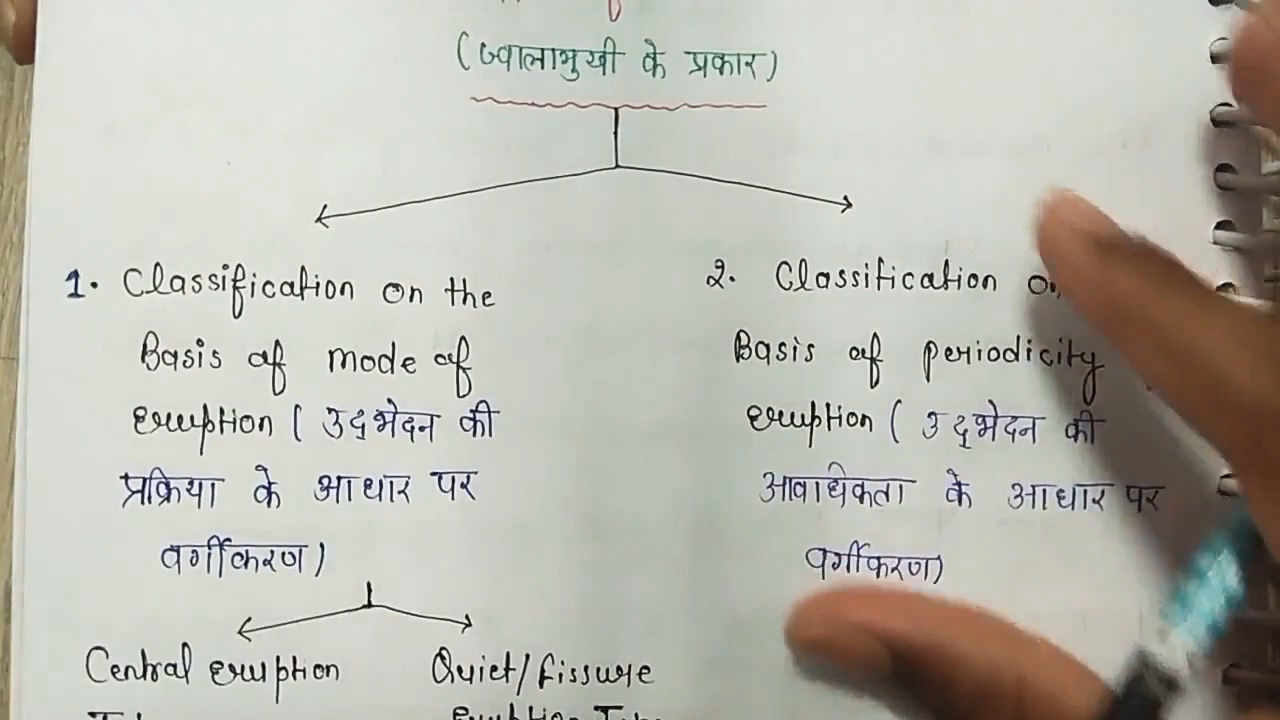 (ज्वालामुखी के प्रकार)
1. Classification on the
Basis of mode of
eruption ( उद्भेदन की
प्रक्रिया के आधार पर
वर्गीकरण)
2. Classification
Basis of periodicity
eruption ( उद्भेदन की
आवधिकता के आधार पर
वर्गीकरण)
Central eruption
Quiet/fissure